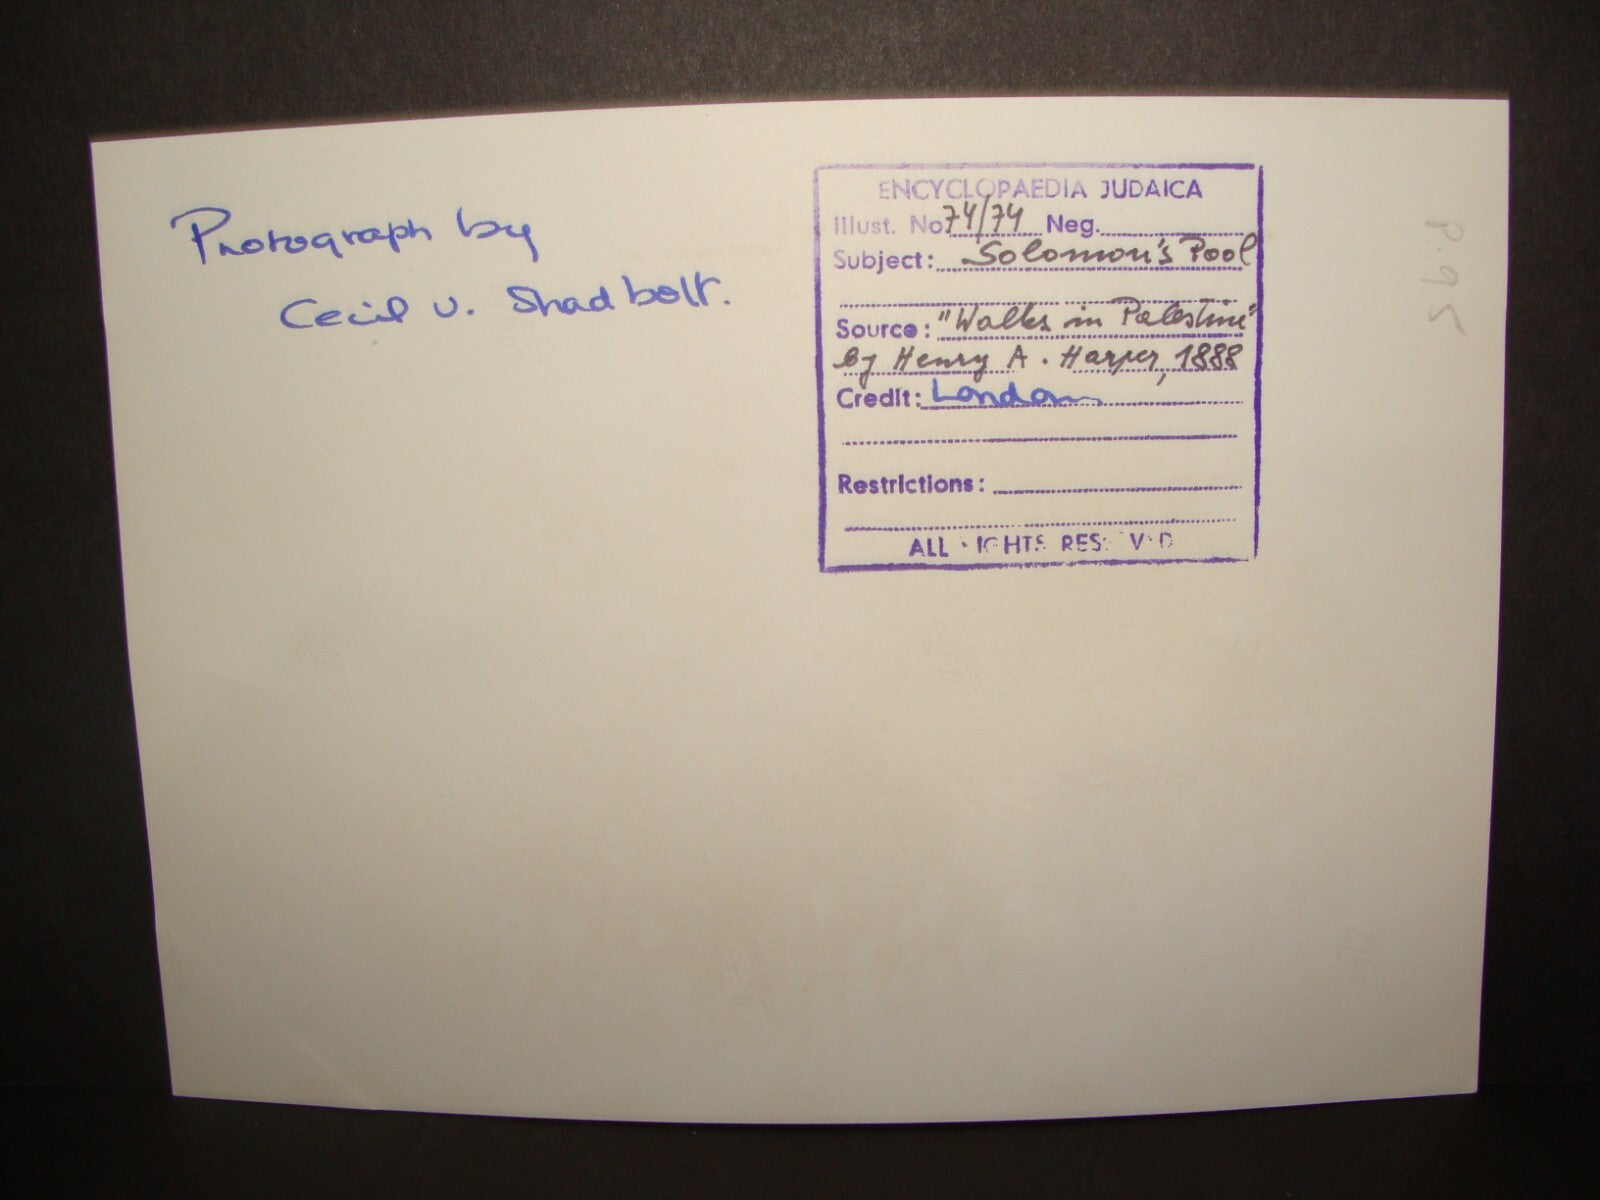 Photograph by
Cecil V. Shadbolt.
ENCYCLOPAEDIA JUDAICA
Illust. No 74/74 Neg.
Subject: Solomon's Pool
Source: "Walks in Palestine"
by Henry A. Harper, 1888
Credit: London
Restrictions:
ALL RIGHTS RESERVED